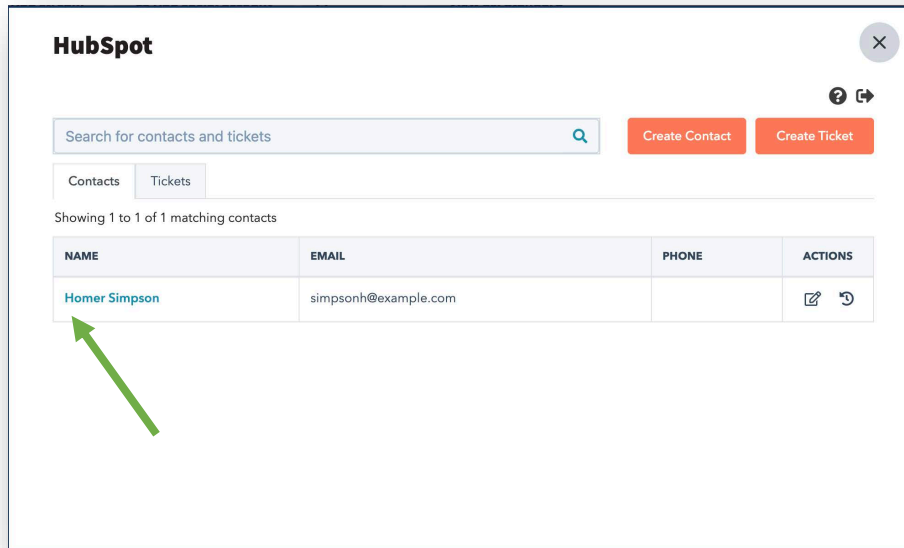 HubSpot
Search for contacts and tickets
Create Contact
Create Ticket
Contacts
Tickets
Showing 1 to 1 of 1 matching contacts
NAME
EMAIL
PHONE
ACTIONS
Homer Simpson
simpsonh@example.com